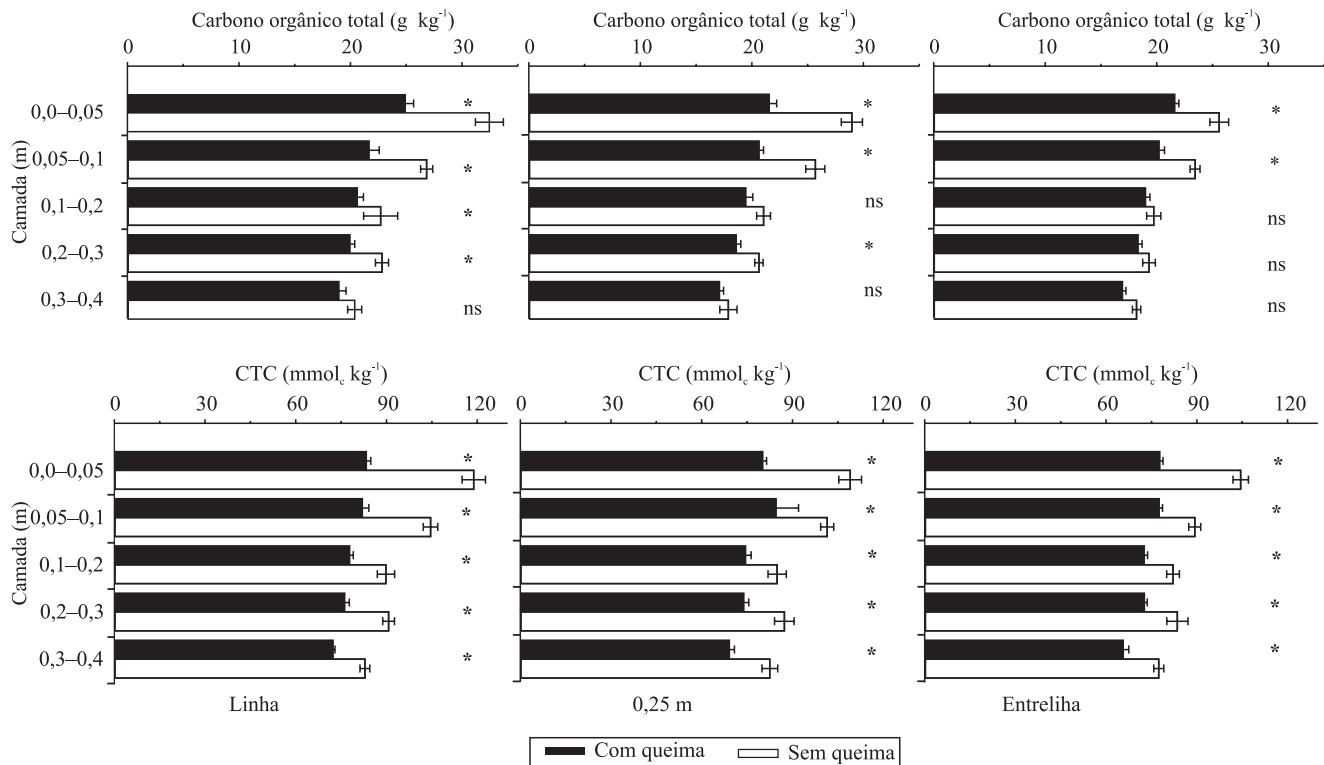 Carbono orgânico total (g kg⁻¹) Carbono orgânico total (g kg⁻¹) Carbono orgânico total (g kg⁻¹)
0 10 20 30 0 10 20 30 0 10 20 30
Camada (m)
0,0–0,05 * * *
0,05–0,1 * * *
0,1–0,2 * ns ns
0,2–0,3 * * ns
0,3–0,4 ns ns ns
CTC (mmol꜀ kg⁻¹) CTC (mmol꜀ kg⁻¹) CTC (mmol꜀ kg⁻¹)
0 30 60 90 120 0 30 60 90 120 0 30 60 90 120
Camada (m)
0,0–0,05 * * *
0,05–0,1 * * *
0,1–0,2 * * *
0,2–0,3 * * *
0,3–0,4 * * *
Linha 0,25 m Entreliha
Com queima Sem queima